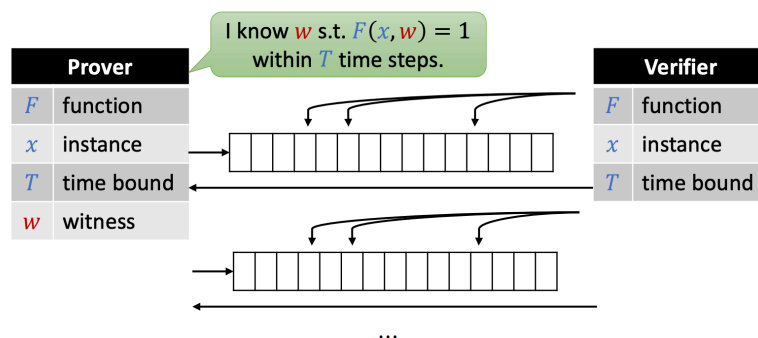 I know w s.t. F(x, w) = 1
within T time steps.
Prover
F function
x instance
T time bound
w witness
Verifier
F function
x instance
T time bound
...